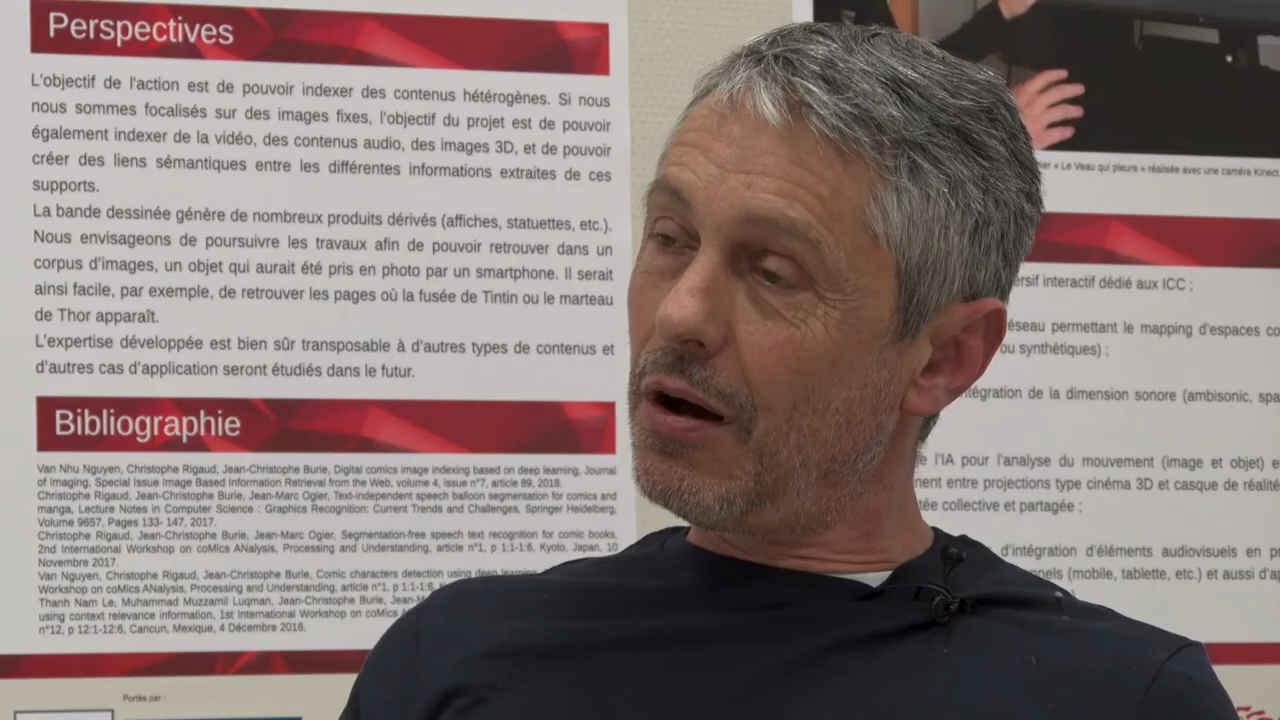 Perspectives
L'objectif de l'action est de pouvoir indexer des contenus hétérogènes. Si nous
nous sommes focalisés sur des images fixes, l'objectif du projet est de pouvoir
également indexer de la vidéo, des contenus audio, des images 3D, et de pouvoir
créer des liens sémantiques entre les différentes informations extraites de ces
supports.
La bande dessinée génère de nombreux produits dérivés (affiches, statuettes, etc.).
Nous envisageons de poursuivre les travaux afin de pouvoir retrouver dans un
corpus d'images, un objet qui aurait été pris en photo par un smartphone. Il serait
ainsi facile, par exemple, de retrouver les pages où la fusée de Tintin ou le marteau
de Thor apparaît.
L'expertise développée est bien sûr transposable à d'autres types de contenus et
d'autres cas d'application seront étudiés dans le futur.
Bibliographie
Van Nhu Nguyen, Christophe Rigaud, Jean-Christophe Burie, Digital comics image indexing based on deep learning, Journal
of Imaging, Special Issue Image Based Information Retrieval from the Web, volume 4, issue n°7, article 89, 2018.
Christophe Rigaud, Jean-Christophe Burie, Jean-Marc Ogier, Text-independent speech balloon segmentation for comics and
manga, Lecture Notes in Computer Science : Graphics Recognition: Current Trends and Challenges, Springer Heidelberg,
Volume 9657, Pages 133- 147, 2017.
Christophe Rigaud, Jean-Christophe Burie, Jean-Marc Ogier, Segmentation-free speech text recognition for comic books,
2nd International Workshop on coMics ANalysis, Processing and Understanding, article n°1, p 1:1-1:6, Kyoto, Japan, 10
Novembre 2017.
Van Nguyen, Christophe Rigaud, Jean-Christophe Burie, Comic characters detection using deep learning
Workshop on coMics ANalysis, Processing and Understanding, article n°1, p 1:1-1:6
Thanh Nam Le, Muhammad Muzzamil Luqman, Jean-Christophe Burie, Jean-M
using context relevance information, 1st International Workshop on coMics A
n°12, p 12:1-12:6, Cancun, Mexique, 4 Décembre 2016.
Portés par :
« Le Veau qui pleure » réalisée avec une caméra Kinect
ersif interactif dédié aux ICC ;
éseau permettant le mapping d'espaces co
ou synthétiques) ;
ntégration de la dimension sonore (ambisonic, spa
e l'IA pour l'analyse du mouvement (image et objet) e
nent entre projections type cinéma 3D et casque de réalité
tée collective et partagée ;
d'intégration d'éléments audiovisuels en p
nnels (mobile, tablette, etc.) et aussi d'ap